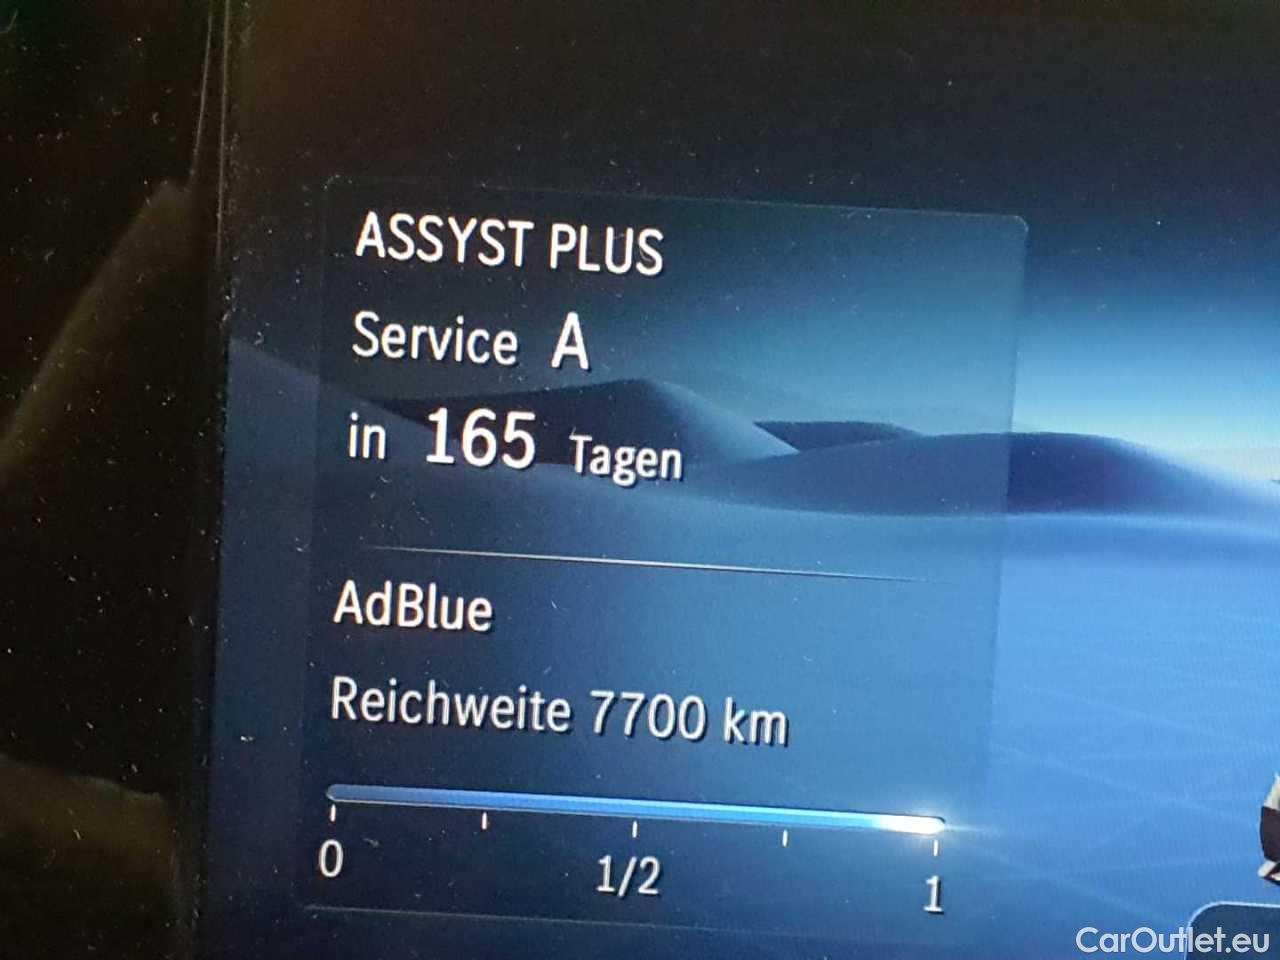 ASSYST PLUS
Service A
in 165 Tagen
AdBlue
Reichweite 7700 km
0 1/2 1
CarOutlet.eu